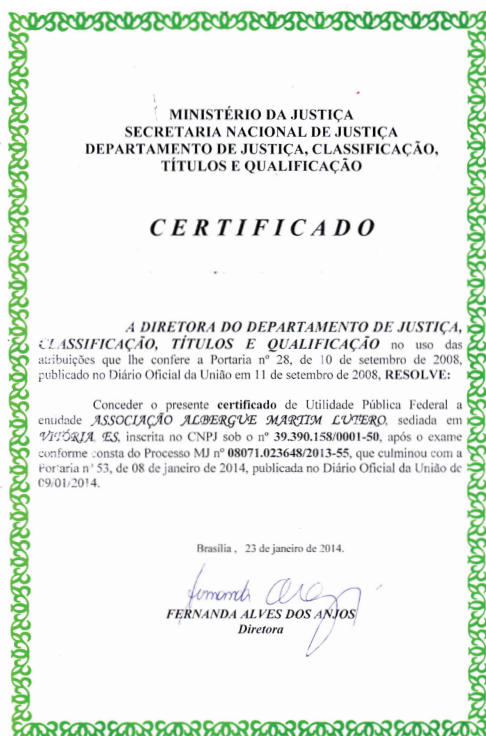 MINISTÉRIO DA JUSTIÇA
SECRETARIA NACIONAL DE JUSTIÇA
DEPARTAMENTO DE JUSTIÇA, CLASSIFICAÇÃO,
TÍTULOS E QUALIFICAÇÃO
CERTIFICADO
A DIRETORA DO DEPARTAMENTO DE JUSTIÇA,
CLASSIFICAÇÃO, TÍTULOS E QUALIFICAÇÃO no uso das
atribuições que lhe confere a Portaria nº 28, de 10 de setembro de 2008,
publicado no Diário Oficial da União em 11 de setembro de 2008, RESOLVE:
Conceder o presente certificado de Utilidade Pública Federal a
entidade ASSOCIAÇÃO ALBERGUE MARTIM LUTERO, sediada em
VITÓRIA, ES, inscrita no CNPJ sob o nº 39.390.158/0001-50, após o exame
conforme consta do Processo MJ nº 08071.023648/2013-55, que culminou com a
Portaria nº 53, de 08 de janeiro de 2014, publicada no Diário Oficial da União de
09/01/2014.
Brasília , 23 de janeiro de 2014.
FERNANDA ALVES DOS ANJOS
Diretora